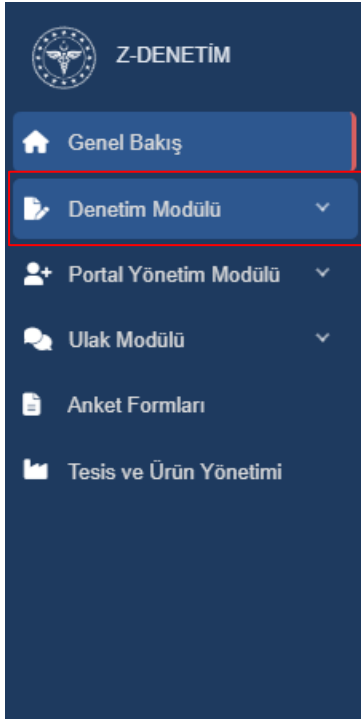 Z-DENETİM
Genel Bakış
Denetim Modülü
Portal Yönetim Modülü
Ulak Modülü
Anket Formları
Tesis ve Ürün Yönetimi